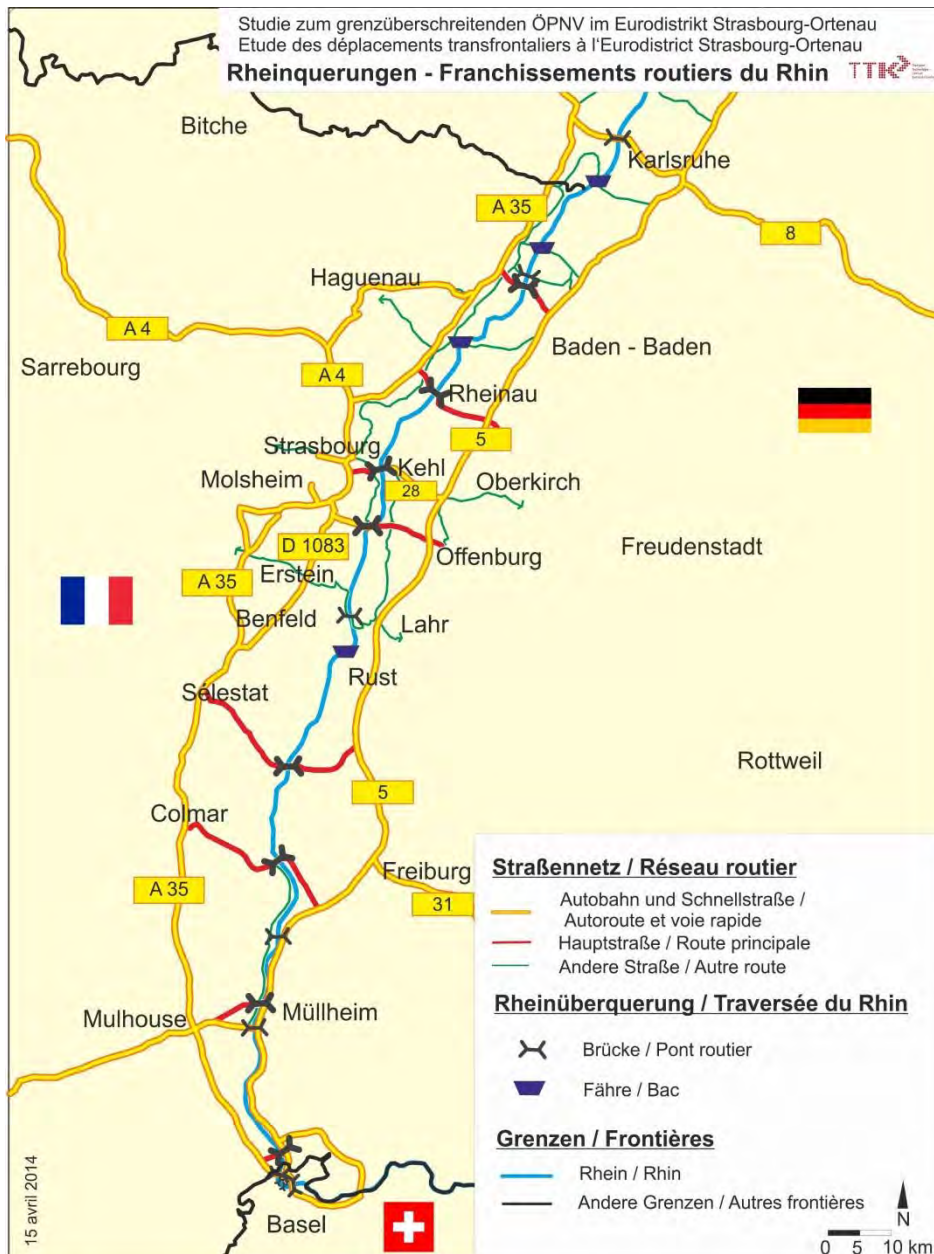 Studie zum grenzüberschreitenden ÖPNV im Eurodistrikt Strasbourg-Ortenau
Etude des déplacements transfrontaliers à l'Eurodistrict Strasbourg-Ortenau
Rheinquerungen - Franchissements routiers du Rhin
TTK
Bitche
Karlsruhe
A 35
8
Haguenau
A 4
Baden - Baden
Sarrebourg
A 4
Rheinau
5
Strasbourg
Kehl
Molsheim
28
Oberkirch
D 1083
Offenburg
Freudenstadt
Erstein
A 35
Benfeld
Lahr
Rust
Sélestat
Rottweil
5
Colmar
Freiburg
A 35
31
Mulhouse
Müllheim
Basel
Straßennetz / Réseau routier
Autobahn und Schnellstraße /
Autoroute et voie rapide
Hauptstraße / Route principale
Andere Straße / Autre route
Rheinüberquerung / Traversée du Rhin
Brücke / Pont routier
Fähre / Bac
Grenzen / Frontières
Rhein / Rhin
Andere Grenzen / Autres frontières
N
0 5 10 km
15 avril 2014